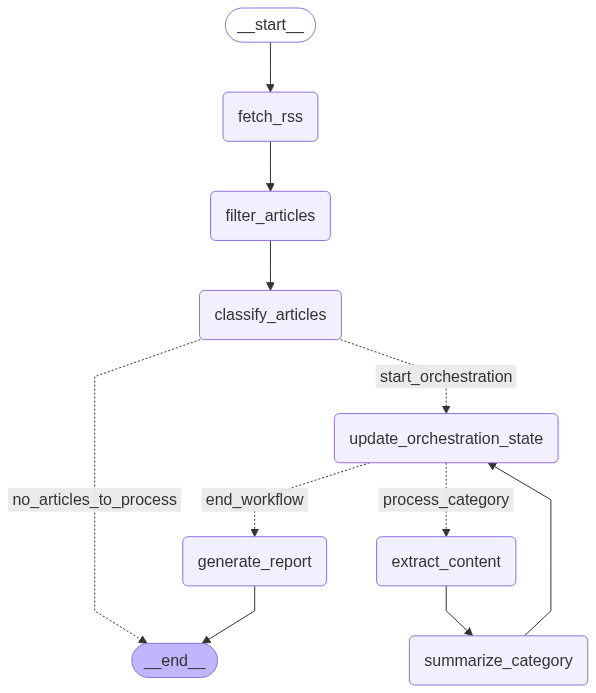 __start__
fetch_rss
filter_articles
classify_articles
start_orchestration
update_orchestration_state
no_articles_to_process
end_workflow
process_category
generate_report
extract_content
__end__
summarize_category